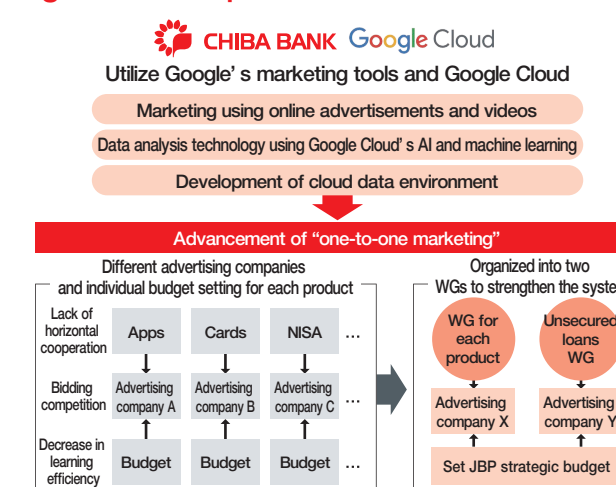 CHIBA BANK Google Cloud
Utilize Google's marketing tools and Google Cloud
Marketing using online advertisements and videos
Data analysis technology using Google Cloud's AI and machine learning
Development of cloud data environment
Advancement of “one-to-one marketing”
Different advertising companies
and individual budget setting for each product
Lack of
horizontal
cooperation
Apps
Cards
NISA
...
Bidding
competition
Advertising
company A
Advertising
company B
Advertising
company C
...
Decrease in
learning
efficiency
Budget
Budget
Budget
...
Organized into two
WGs to strengthen the
WG for
each
product
Unsecured
loans
WG
Advertising
company X
Advertising
company Y
Set JBP strategic budget